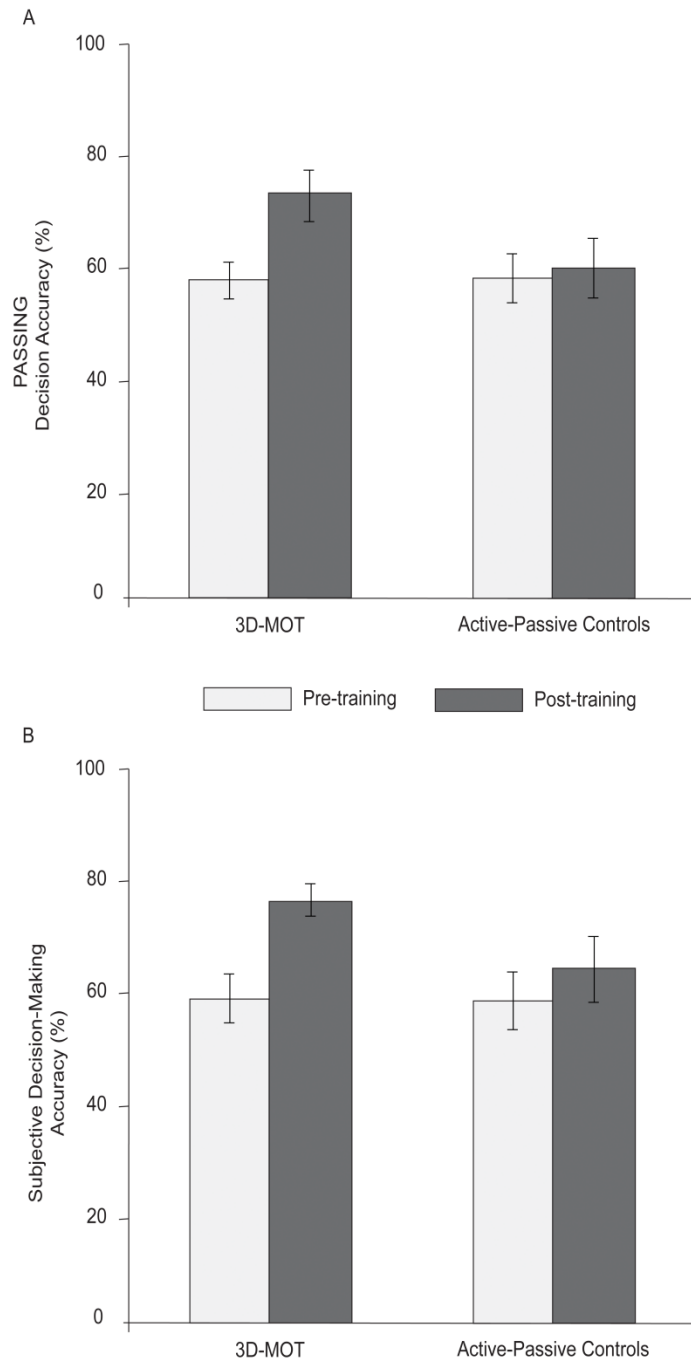 A
100
80
60
40
20
0
PASSING
Decision Accuracy (%)
3D-MOT
Active-Passive Controls
Pre-training
Post-training
B
100
80
60
40
20
0
Subjective Decision-Making
Accuracy (%)
3D-MOT
Active-Passive Controls